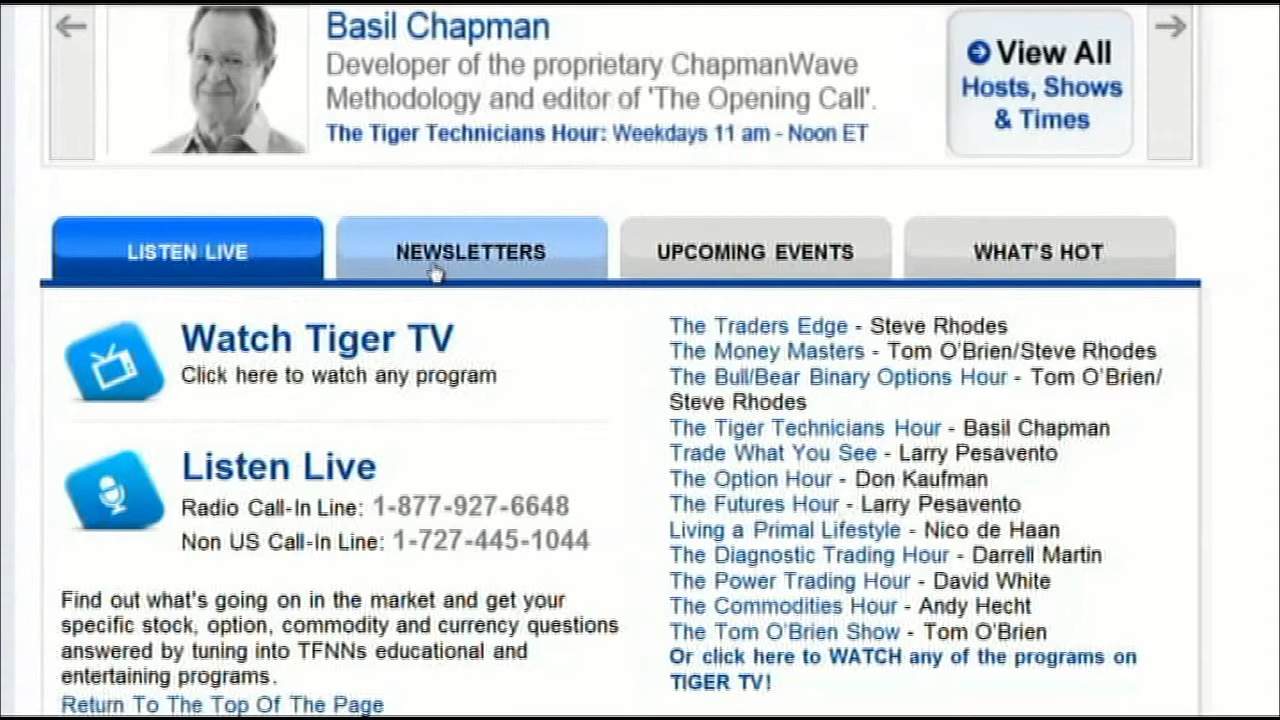 Basil Chapman
Developer of the proprietary ChapmanWave
Methodology and editor of 'The Opening Call'.
The Tiger Technicians Hour: Weekdays 11 am - Noon ET
View All
Hosts, Shows
& Times
LISTEN LIVE
NEWSLETTERS
UPCOMING EVENTS
WHAT'S HOT
Watch Tiger TV
Click here to watch any program
Listen Live
Radio Call-In Line: 1-877-927-6648
Non US Call-In Line: 1-727-445-1044
Find out what's going on in the market and get your
specific stock, option, commodity and currency questions
answered by tuning into TFNNs educational and
entertaining programs.
Return To The Top Of The Page
The Traders Edge - Steve Rhodes
The Money Masters - Tom O'Brien/Steve Rhodes
The Bull/Bear Binary Options Hour - Tom O'Brien/
Steve Rhodes
The Tiger Technicians Hour - Basil Chapman
Trade What You See - Larry Pesavento
The Option Hour - Don Kaufman
The Futures Hour - Larry Pesavento
Living a Primal Lifestyle - Nico de Haan
The Diagnostic Trading Hour - Darrell Martin
The Power Trading Hour - David White
The Commodities Hour - Andy Hecht
The Tom O'Brien Show - Tom O'Brien
Or click here to WATCH any of the programs on
TIGER TV!